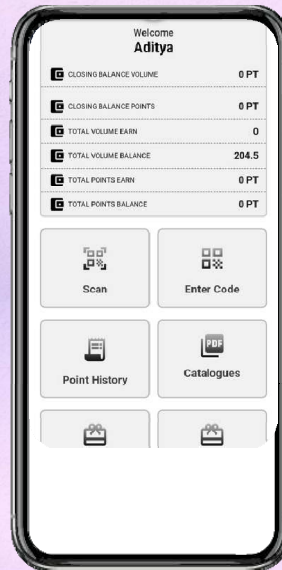 Welcome
Aditya
CLOSING BALANCE VOLUME 0 PT
CLOSING BALANCE POINTS 0 PT
TOTAL VOLUME EARN 0
TOTAL VOLUME BALANCE 204.5
TOTAL POINTS EARN 0 PT
TOTAL POINTS BALANCE 0 PT
Scan Enter Code
PDF
Point History Catalogues